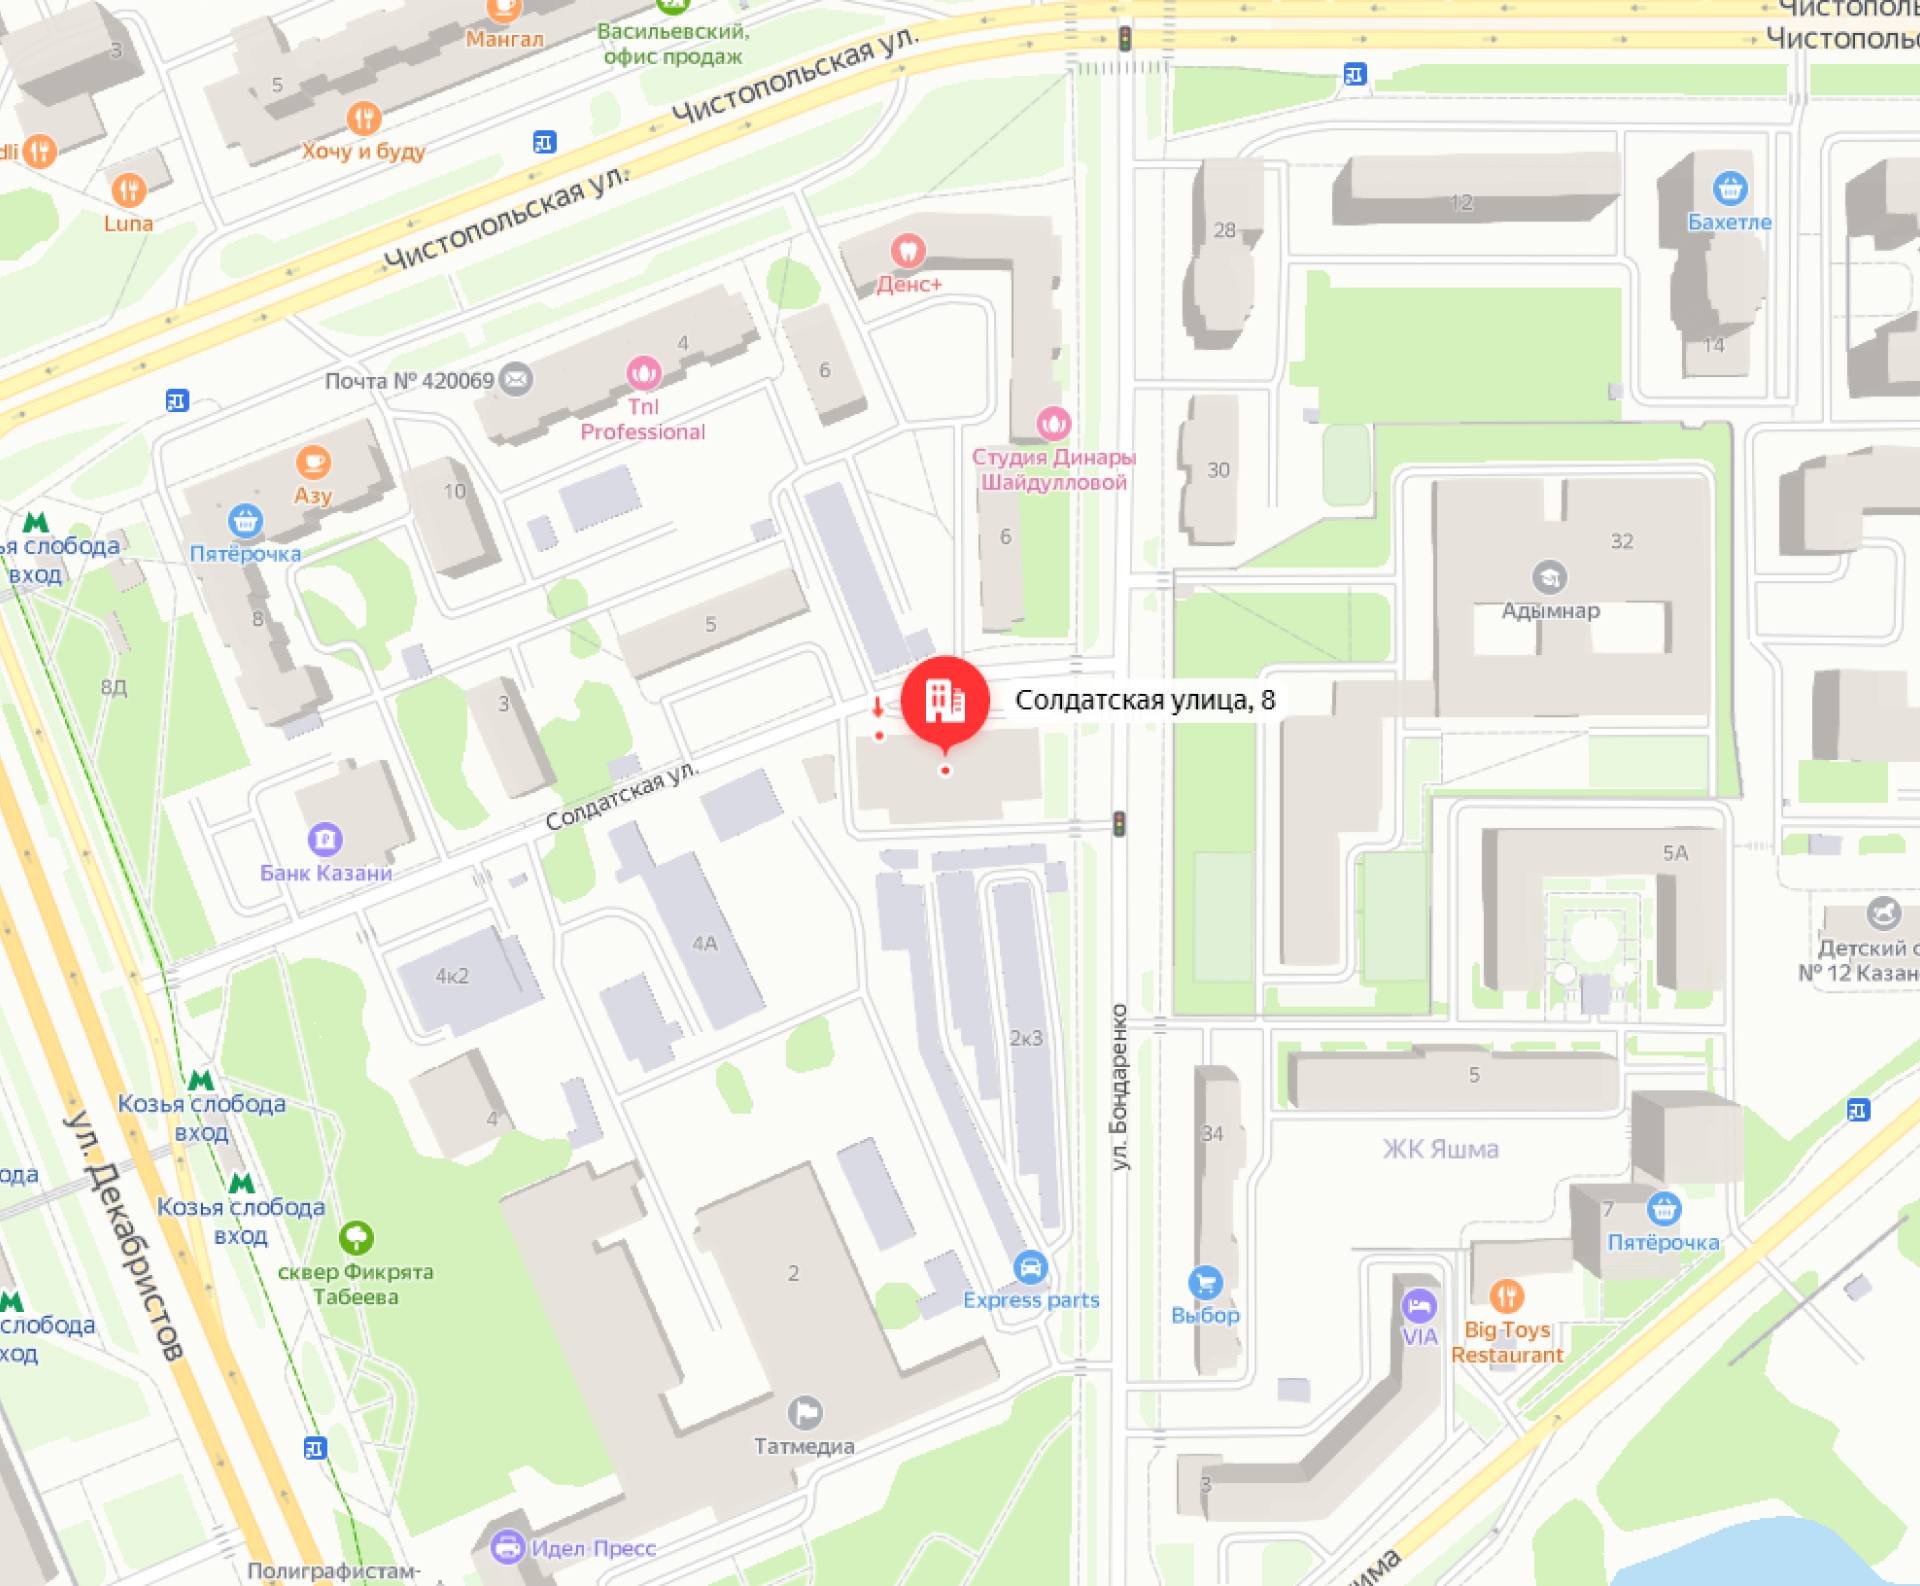 Чистополь
Чистопольс
Мангал
Васильевский,
офис продаж
Чистопольская ул.
3
5
Хочу и буду
dli
Luna
Чистопольская ул.
12
28
Бахетле
Денс+
14
4
6
Почта № 420069
Tnl
Professional
Студия Динары
Шайдулловой
30
Азу
10
Пятёрочка
6
32
Адымнар
ья слобода
вход
8
5
8Д
3
Солдатская улица, 8
Солдатская ул.
Банк Казани
5А
4А
4к2
Детский с
№ 12 Казан
2к3
ул. Бондаренко
Козья слобода
вход
4
5
34
ЖК Яшма
ода
ул. Декабристов
Козья слобода
вход
7
Пятёрочка
сквер Фикрята
Табеева
2
Express parts
Выбор
VIA
Big Toys
Restaurant
слобода
ход
Татмедиа
3
Идел Пресс
Полиграфистам-
има